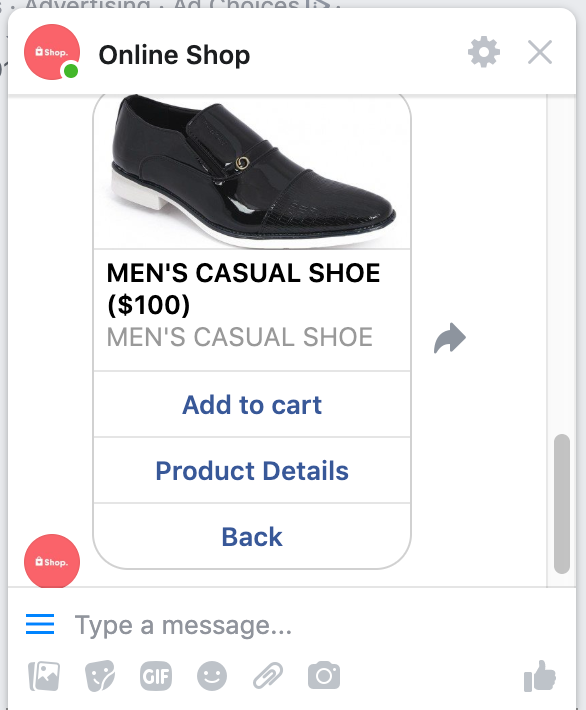 · Advertising · Ad Choices
Shop.
Online Shop
MEN'S CASUAL SHOE
($100)
MEN'S CASUAL SHOE
Add to cart
Product Details
Back
Shop.
Type a message...
GIF